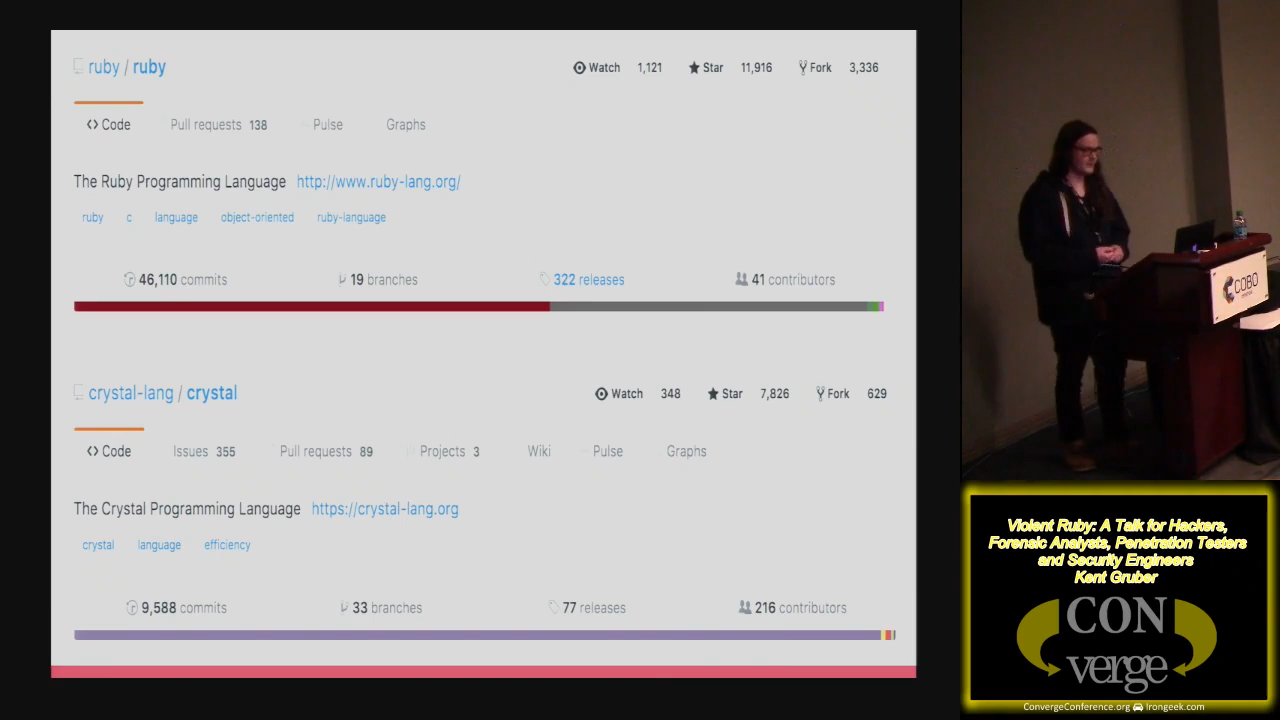 ruby / ruby
Watch 1,121 Star 11,916 Fork 3,336
Code Pull requests 138 Pulse Graphs
The Ruby Programming Language http://www.ruby-lang.org/
ruby c language object-oriented ruby-language
46,110 commits 19 branches 322 releases 41 contributors
crystal-lang / crystal
Watch 348 Star 7,826 Fork 629
Code Issues 355 Pull requests 89 Projects 3 Wiki Pulse Graphs
The Crystal Programming Language https://crystal-lang.org
crystal language efficiency
9,588 commits 33 branches 77 releases 216 contributors
COBO
Violent Ruby: A Talk for Hackers,
Forensic Analysts, Penetration Testers
and Security Engineers
Kent Gruber
CON
verge
ConvergeConference.org Irongeek.com